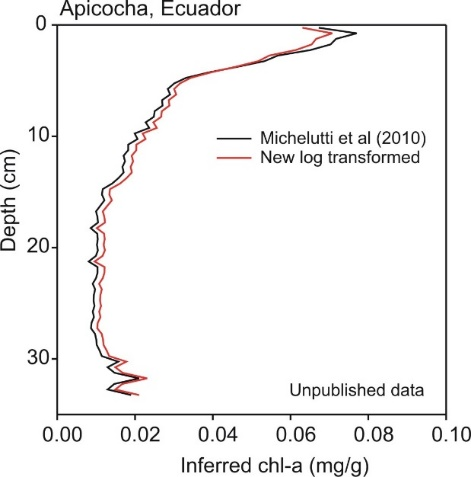 Apicocha, Ecuador
0
10
20
30
Depth (cm)
Michelutti et al (2010)
New log transformed
Unpublished data
0.00 0.02 0.04 0.06 0.08 0.10
Inferred chl-a (mg/g)